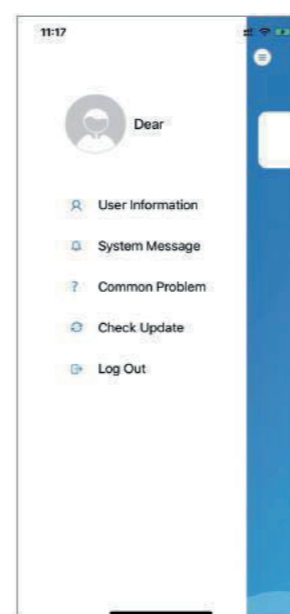 11:17
Dear
User Information
System Message
? Common Problem
Check Update
Log Out